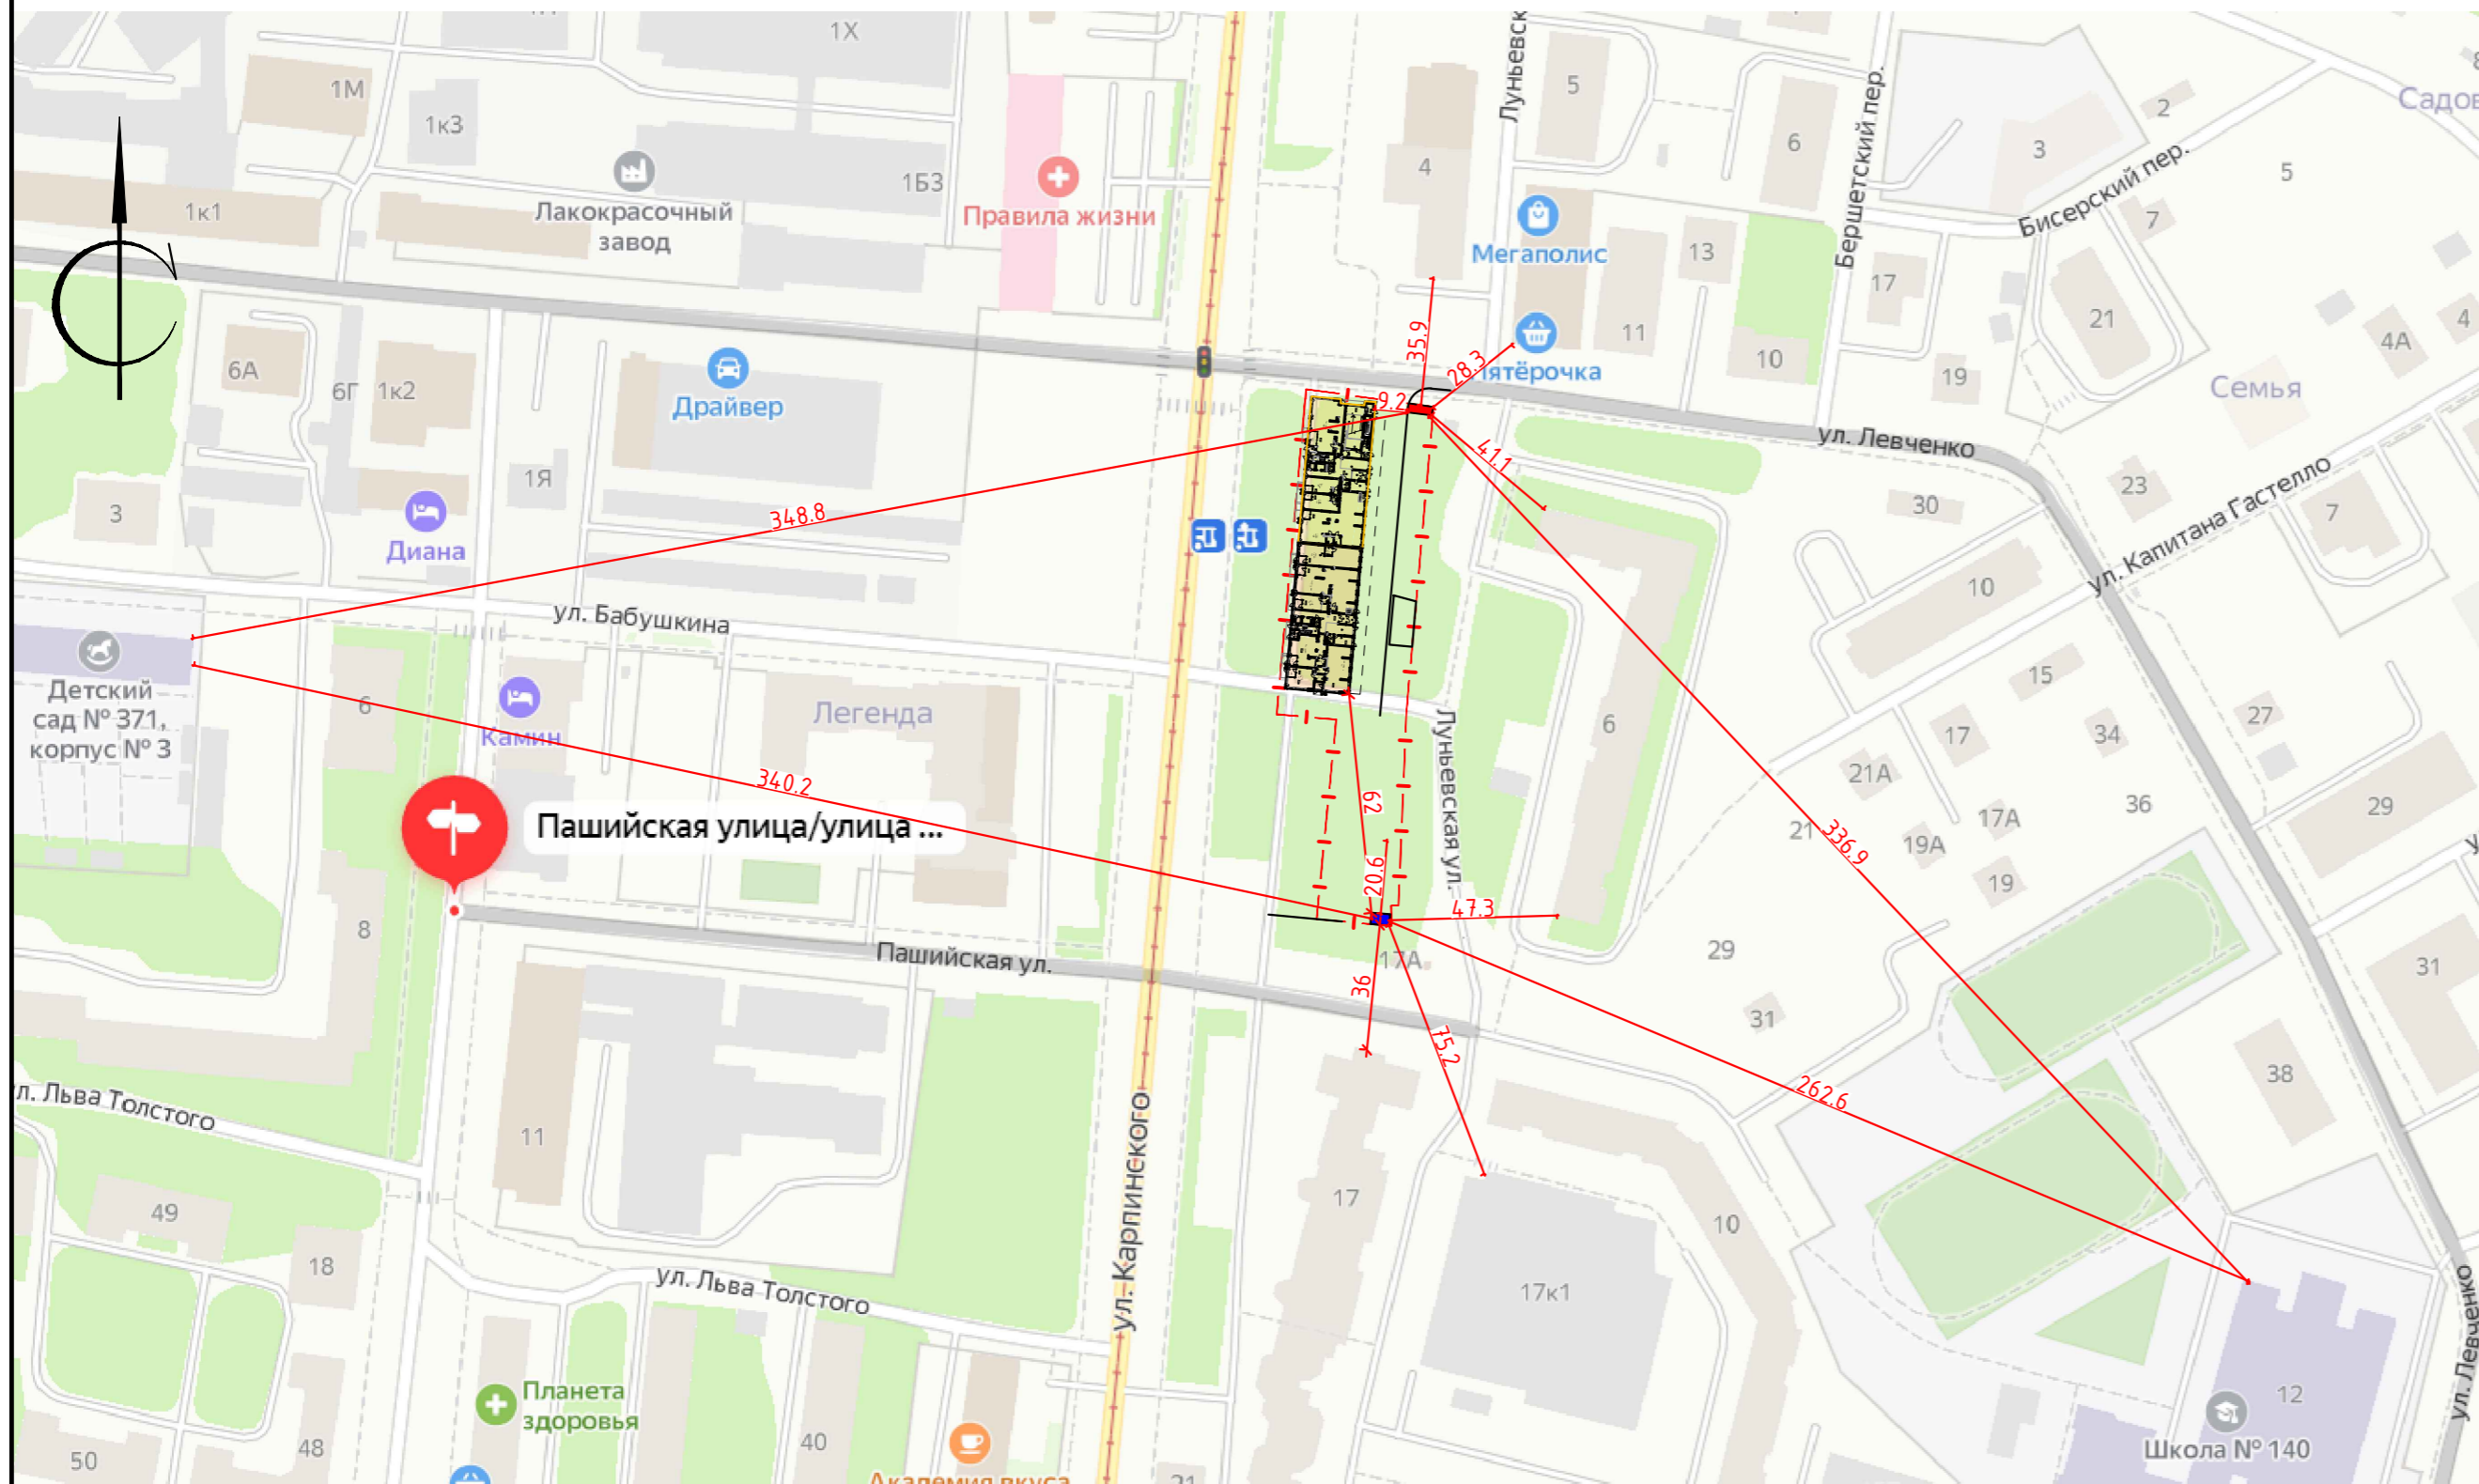 1Х
Луньевск
5
1М
1к3
Лакокрасочный
завод
1Б3
1к1
Правила жизни
4
Мегаполис
6
13
Бершетский пер.
3
2
Бисерский пер.
7
5
Садов
17
21
4А
4
11
10
19
Семья
35.9
28.3
ятёрочка
9.2
6А
6Г
1к2
Драйвер
1Я
3
Диана
348.8
41.1
ул. Левченко
30
23
ул. Капитана Гастелло
7
10
ул. Бабушкина
Детский
сад № 371,
корпус № 3
6
Камин
Легенда
340.2
Пашийская улица/улица ...
62
20.6
Луньевская ул.
47.3
6
15
17
34
27
21А
36
29
21
17А
19А
19
336.9
8
Пашийская ул.
17А
36
75.2
29
31
31
262.6
38
л. Льва Толстого
11
ул. Карпинского
17
10
17к1
49
18
ул. Льва Толстого
Планета
здоровья
50
48
40
Академия вкуса
21
12
Школа № 140
ул. Левченко